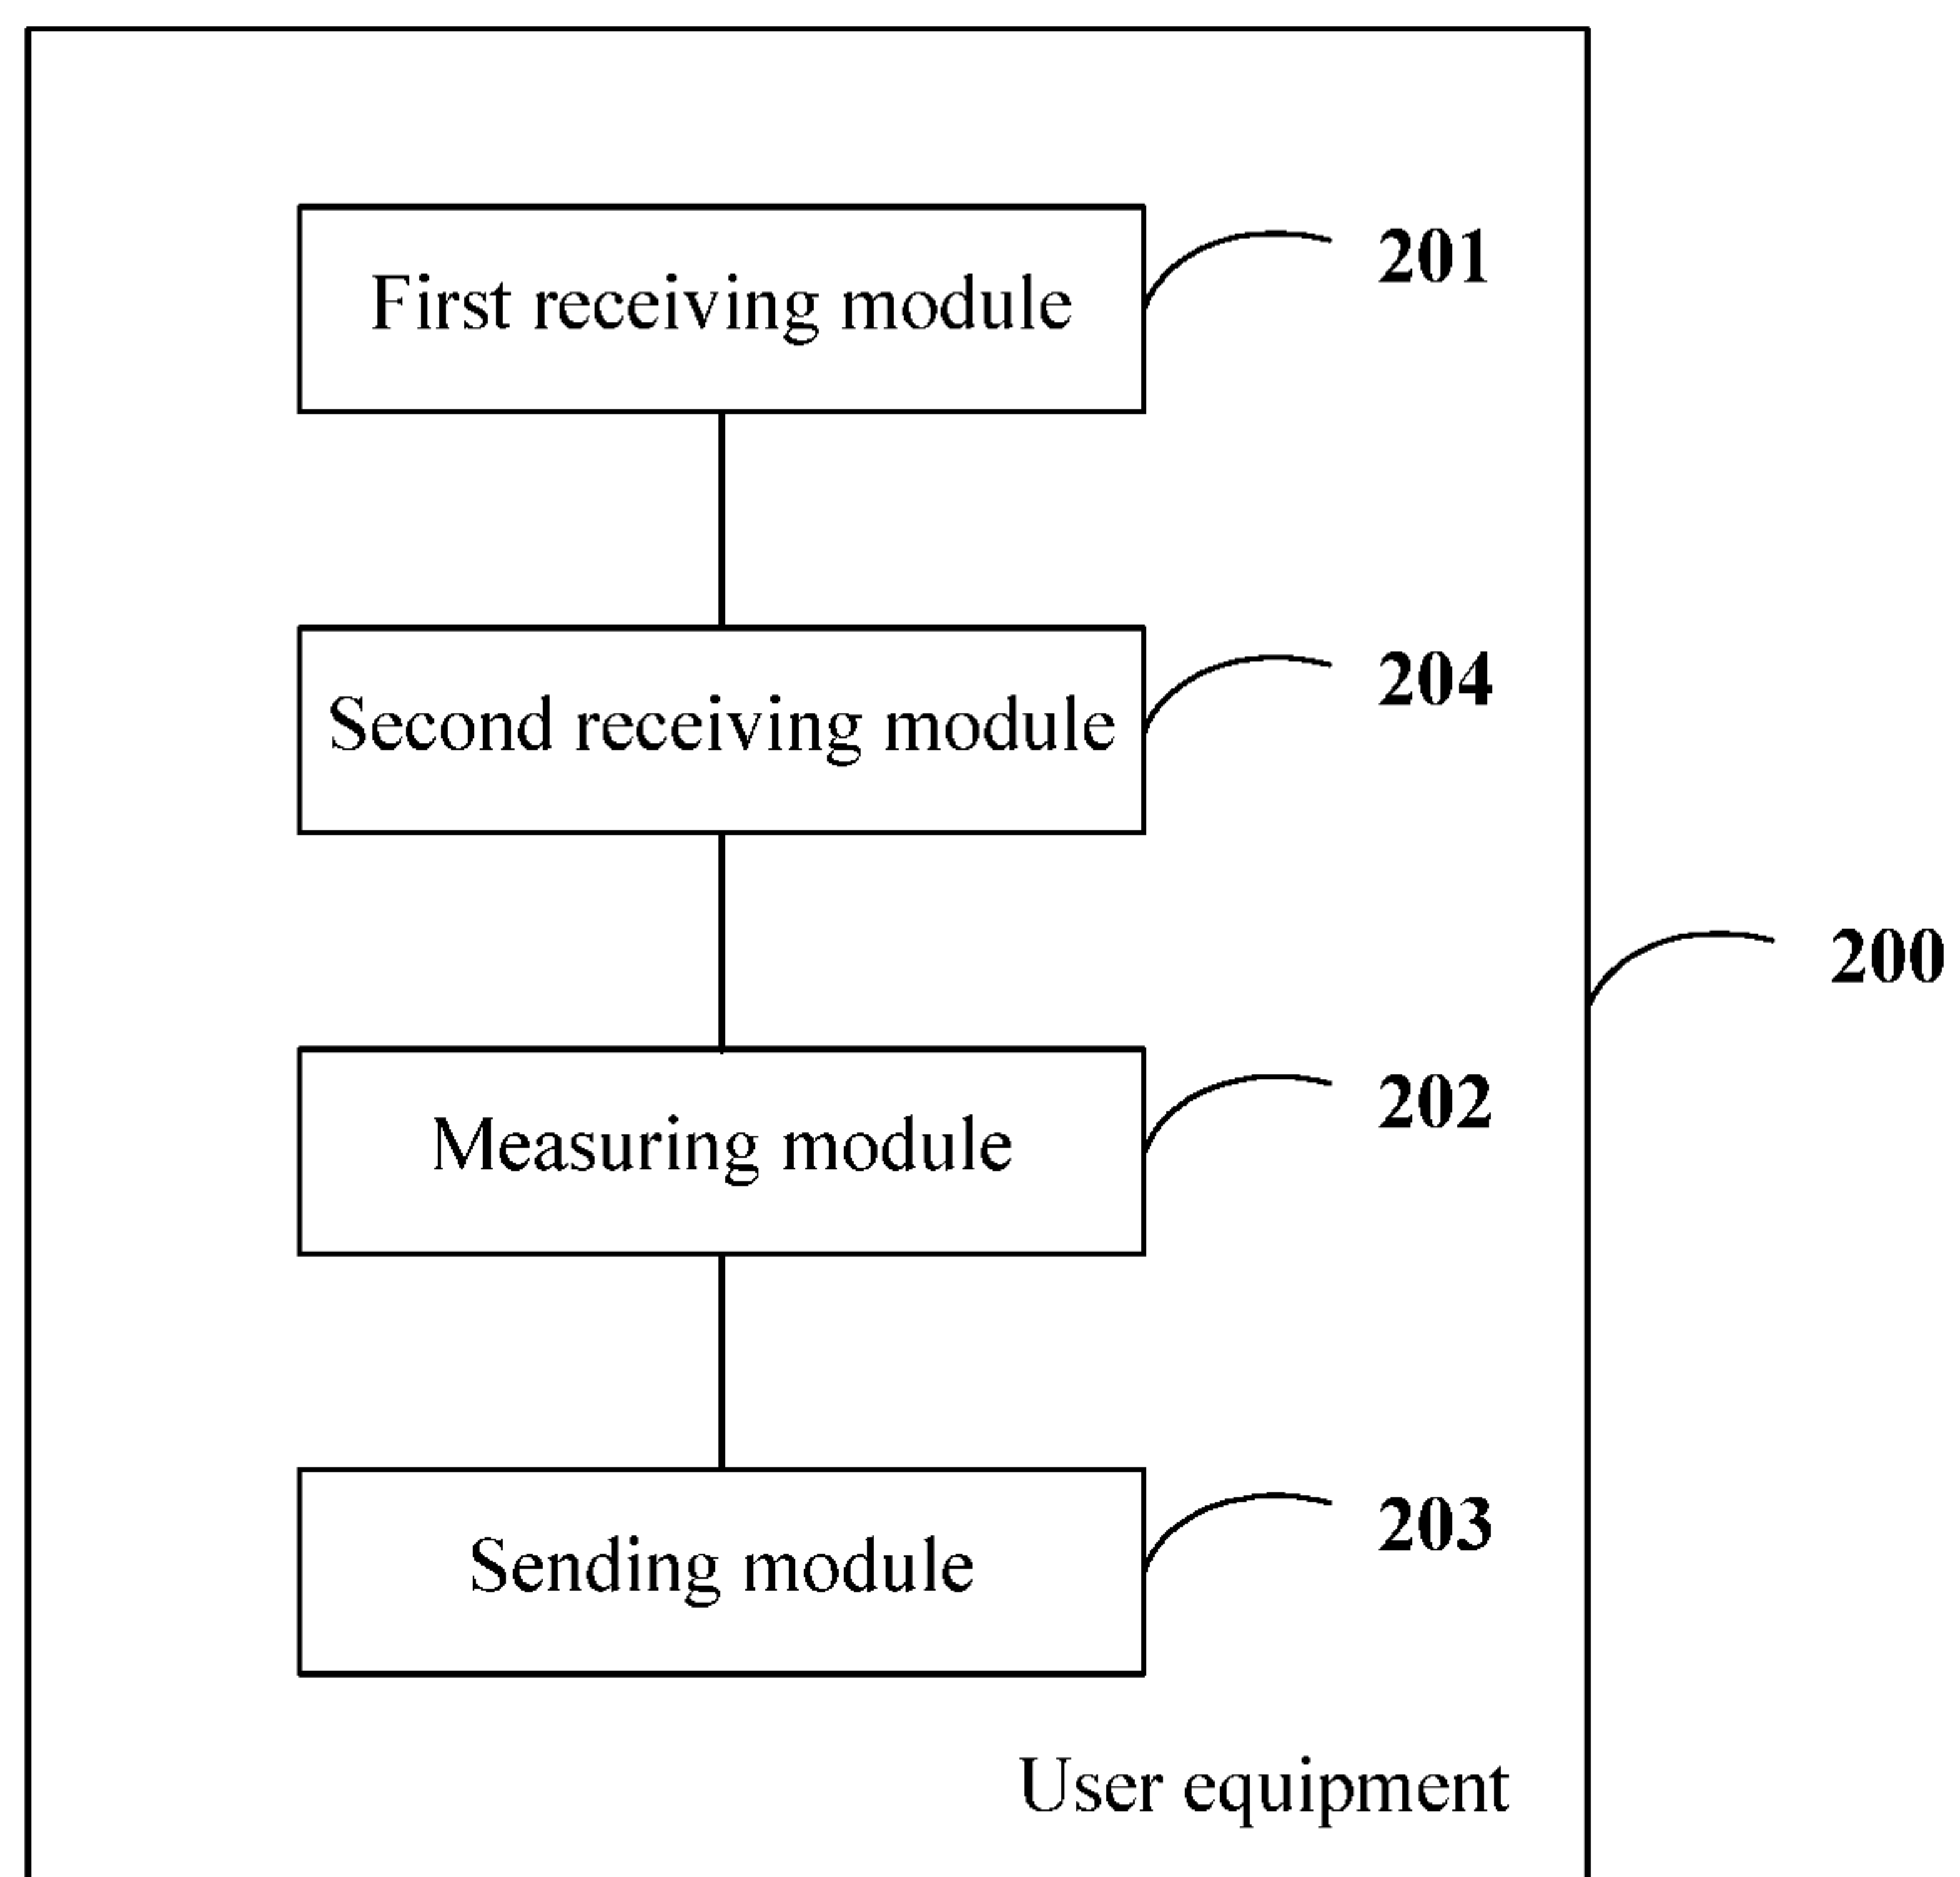 First receiving module
201
Second receiving module
204
200
Measuring module
202
Sending module
203
User equipment